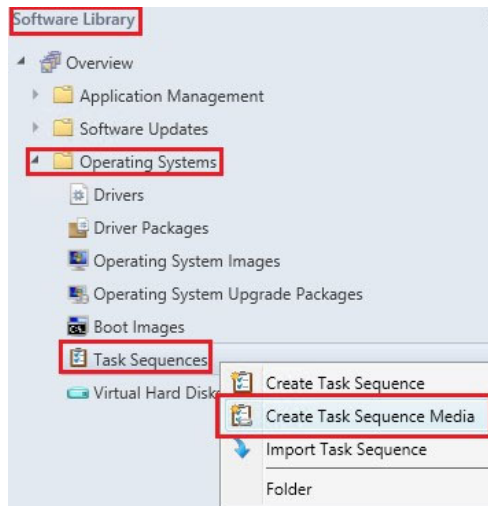 Software Library
Overview
Application Management
Software Updates
Operating Systems
Drivers
Driver Packages
Operating System Images
Operating System Upgrade Packages
Boot Images
Task Sequences
Create Task Sequence
Virtual Hard Disk
Create Task Sequence Media
Import Task Sequence
Folder